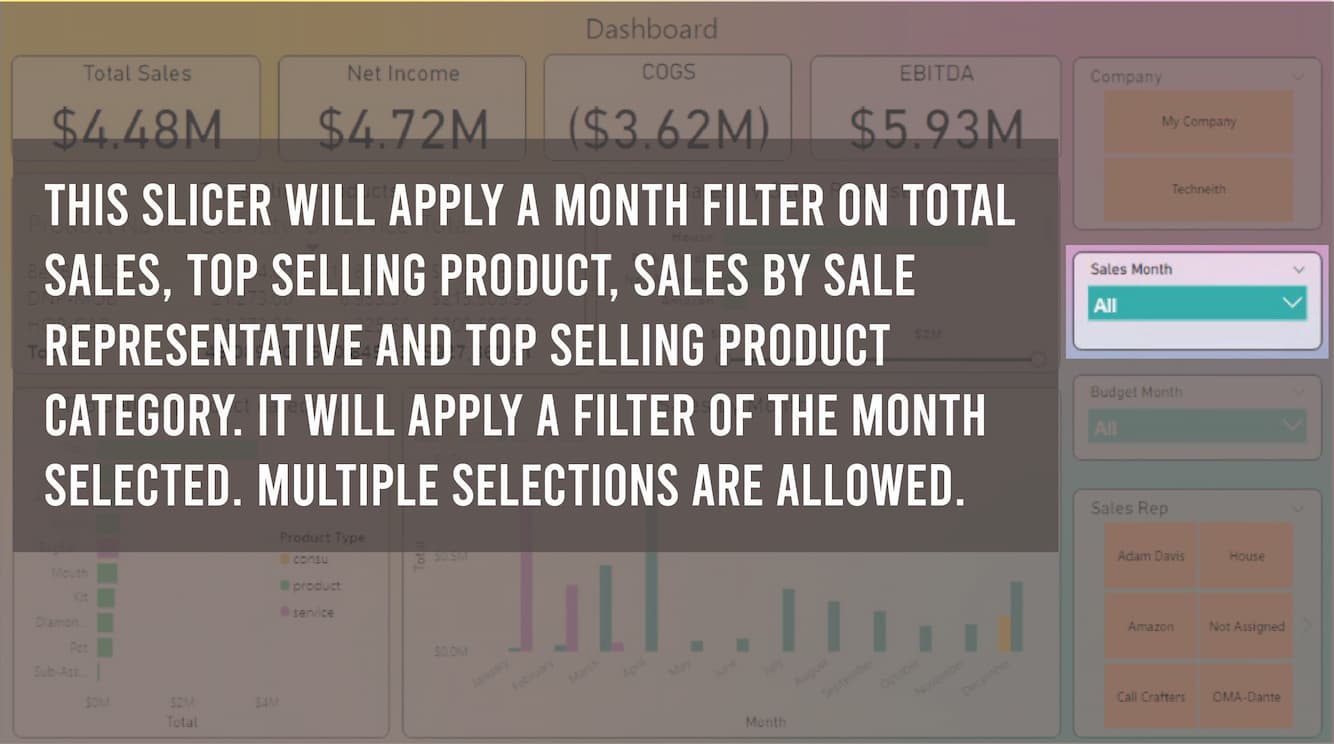 Dashboard
Total Sales
$4.48M
Net Income
$4.72M
COGS
($3.62M)
EBITDA
$5.93M
Company
My Company
Techneith
THIS SLICER WILL APPLY A MONTH FILTER ON TOTAL
SALES, TOP SELLING PRODUCT, SALES BY SALE
REPRESENTATIVE AND TOP SELLING PRODUCT
CATEGORY. IT WILL APPLY A FILTER OF THE MONTH
SELECTED. MULTIPLE SELECTIONS ARE ALLOWED.
Sales Month
All
Budget Month
All
Sales Rep
Adam Davis
House
Amazon
Not Assigned
Call Crafters
OMA-Dante
$2M
Mouth
Kit
Diamon...
Pot
Sub-Ass...
$0M
$2M
$4M
Total
Product Type
consu
product
service
Total
$0.5M
$0.0M
January
February
March
April
May
June
July
August
September
October
November
December
Month